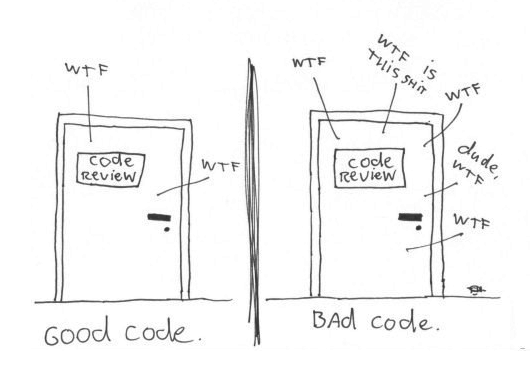 WTF
CODE
REVIEW
WTF
GOOD CODE.
WTF
WTF IS
THIS SHIT
WTF
CODE
REVIEW
dude,
WTF
WTF
BAD CODE.